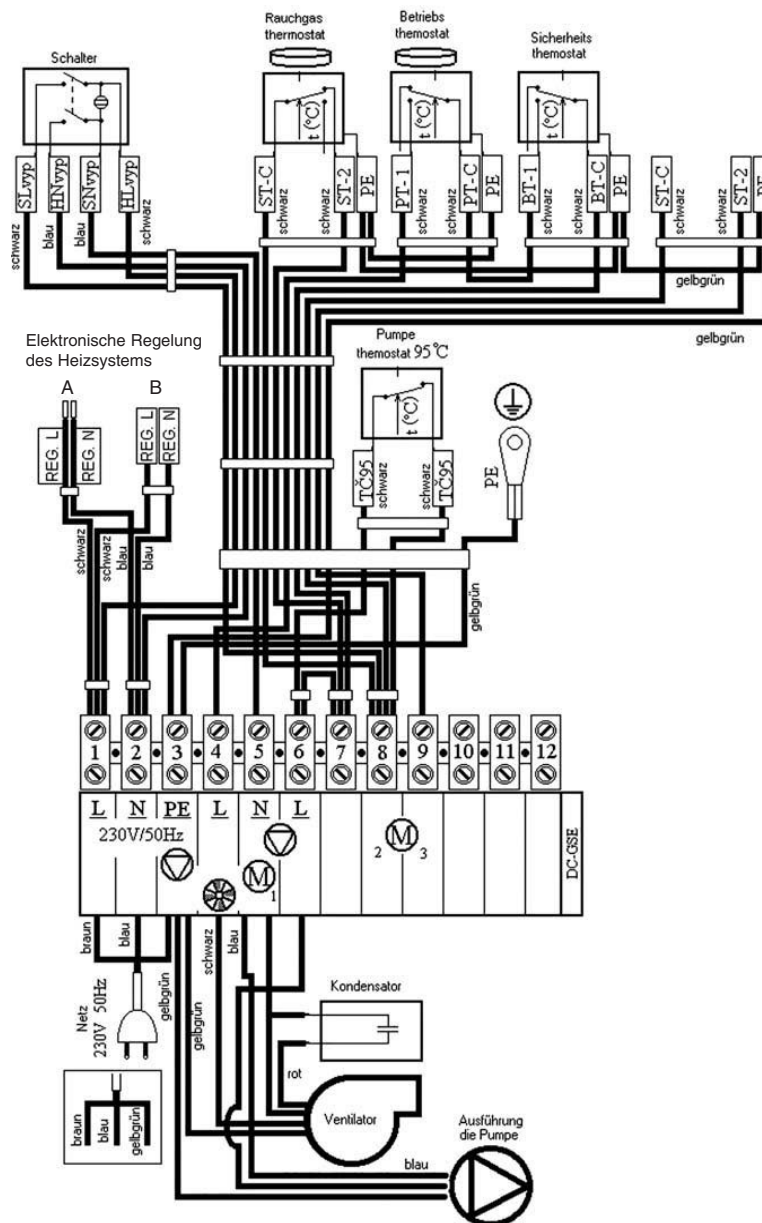 Rauchgas
thermostat
Betriebs
themostat
Sicherheits
themostat
Schalter
t (°C)
t (°C)
t (°C)
SLvyp
HNvyp
SNvyp
HLvyp
ST-C
ST-2
PE
PT-1
PT-C
PE
BT-1
BT-C
PE
ST-C
ST-2
PE
schwarz
blau
blau
schwarz
schwarz
schwarz
schwarz
schwarz
schwarz
schwarz
schwarz
schwarz
gelbgrün
gelbgrün
Elektronische Regelung
des Heizsystems
A
B
REG. L
REG. N
REG. L
REG. N
Pumpe
themostat 95°C
t (°C)
TČ95
schwarz
schwarz
TČ95
PE
schwarz
schwarz
blau
blau
gelbgrün
1
2
3
4
5
6
7
8
9
10
11
12
L
N
PE
L
N
L
230V/50Hz
M
1
2
M
3
DC-GSE
braun
blau
gelbgrün
gelbgrün
schwarz
blau
Netz
230V 50Hz
Kondensator
rot
braun
blau
gelbgrün
Ventilator
Ausführung
die Pumpe
blau